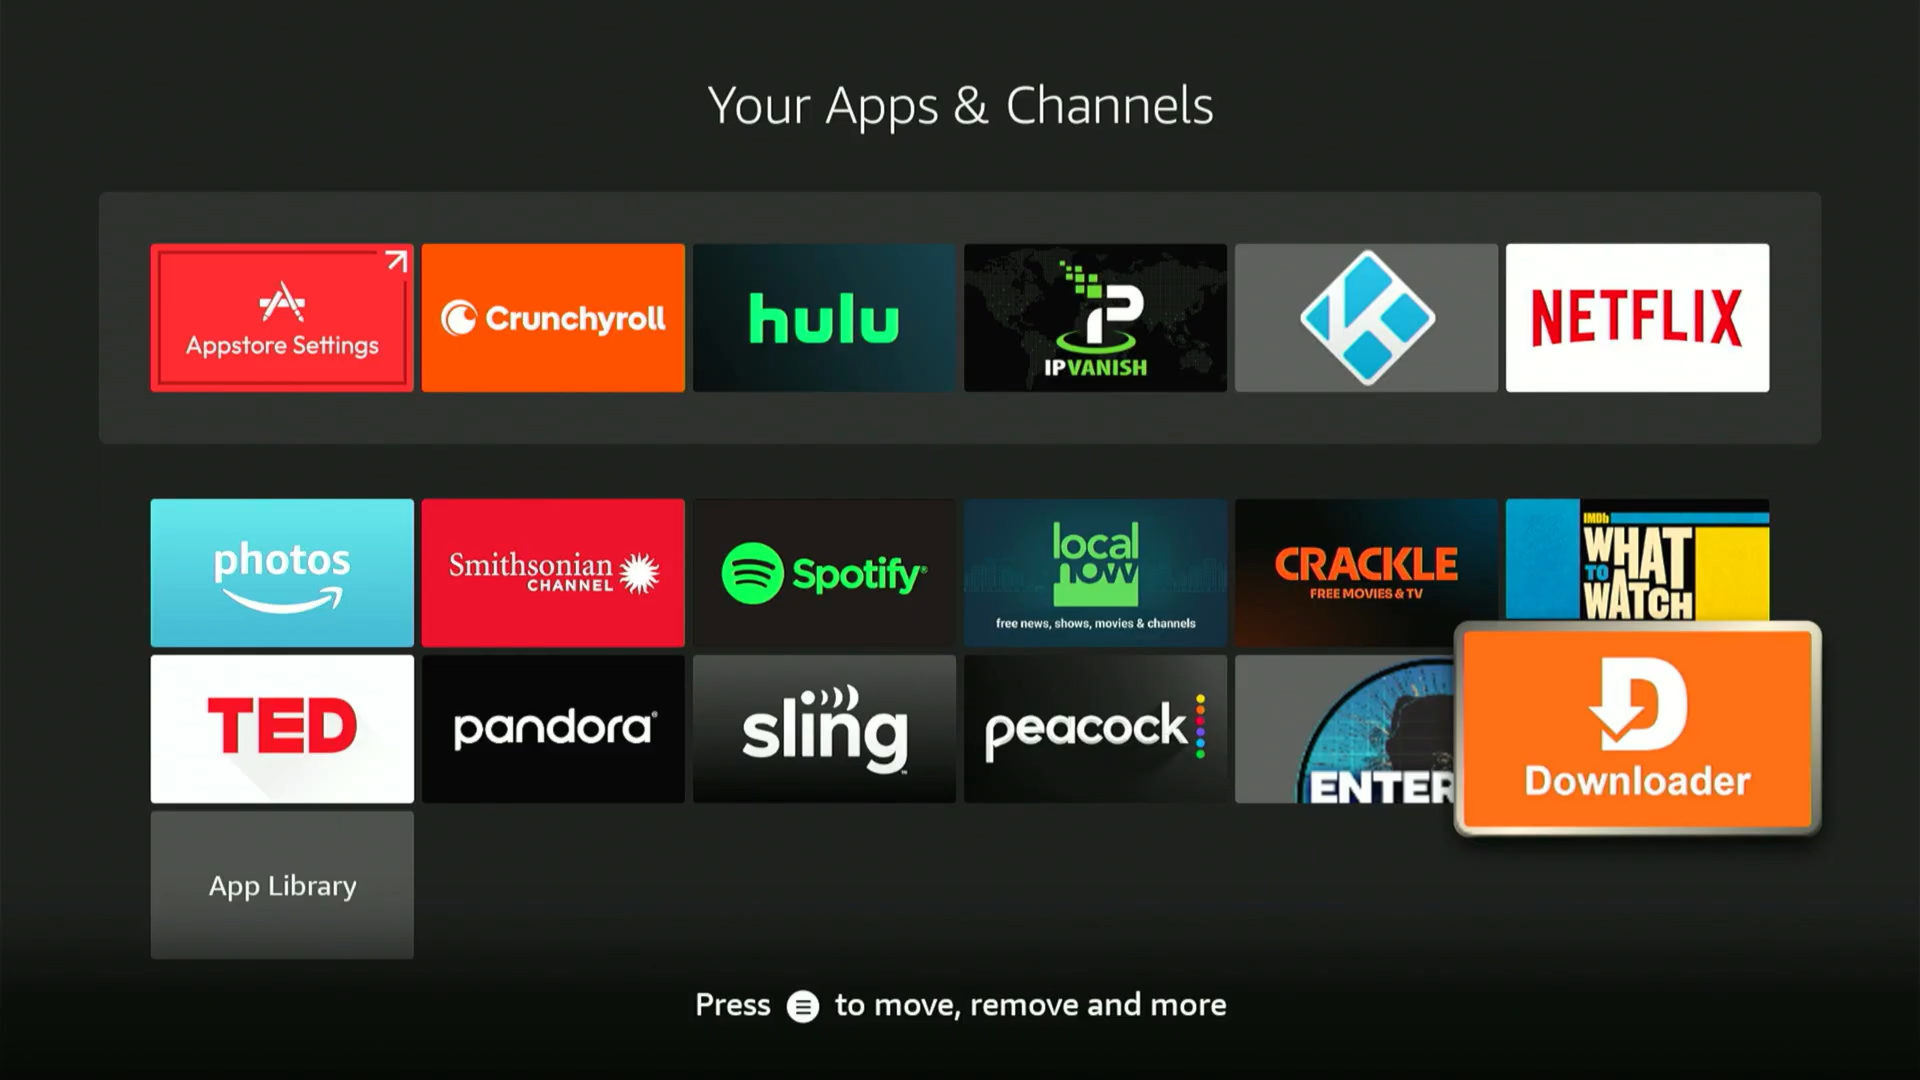 Your Apps & Channels
Appstore Settings
Crunchyroll
hulu
IPVANISH
NETFLIX
photos
Smithsonian
CHANNEL
Spotify®
local
now
free news, shows, movies & channels
CRACKLE
FREE MOVIES & TV
IMDb
WHAT
TO
WATCH
TED
pandora®
sling™
peacock
ENTER
Downloader
App Library
Press to move, remove and more